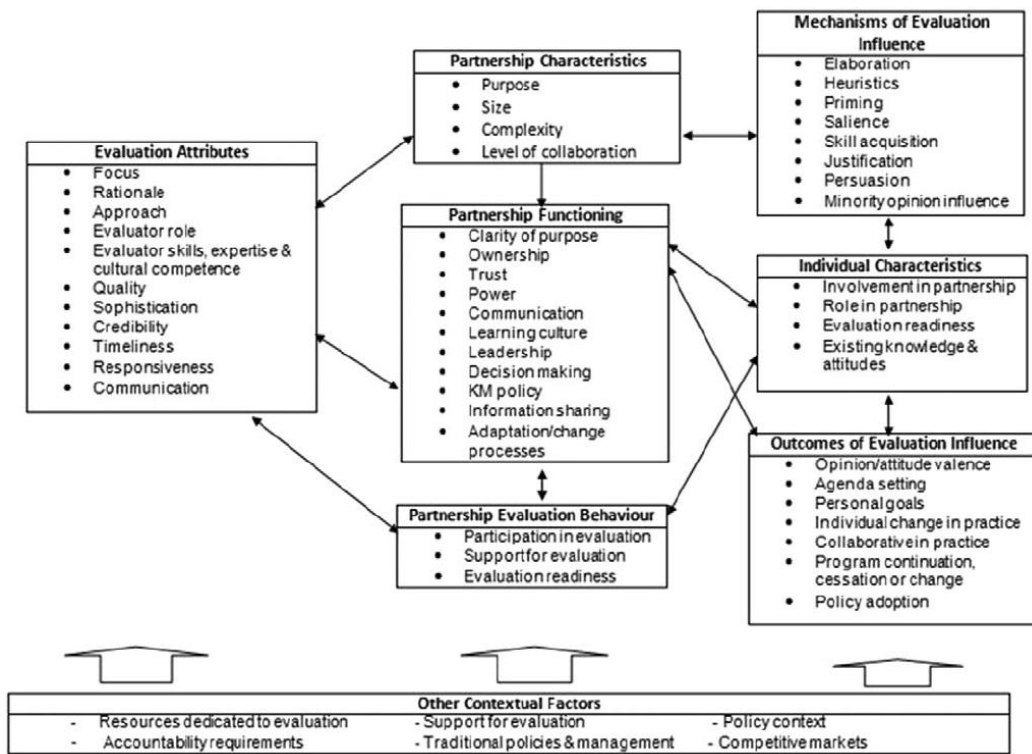 Mechanisms of Evaluation
Influence
• Elaboration
• Heuristics
• Priming
• Salience
• Skill acquisition
• Justification
• Persuasion
• Minority opinion influence
Partnership Characteristics
• Purpose
• Size
• Complexity
• Level of collaboration
Evaluation Attributes
• Focus
• Rationale
• Approach
• Evaluator role
• Evaluator skills, expertise &
cultural competence
• Quality
• Sophistication
• Credibility
• Timeliness
• Responsiveness
• Communication
Partnership Functioning
• Clarity of purpose
• Ownership
• Trust
• Power
• Communication
• Learning culture
• Leadership
• Decision making
• KM policy
• Information sharing
• Adaptation/change
processes
Individual Characteristics
• Involvement in partnership
• Role in partnership
• Evaluation readiness
• Existing knowledge &
attitudes
Outcomes of Evaluation Influence
• Opinion/attitude valence
• Agenda setting
• Personal goals
• Individual change in practice
• Collaborative in practice
• Program continuation,
cessation or change
• Policy adoption
Partnership Evaluation Behaviour
• Participation in evaluation
• Support for evaluation
• Evaluation readiness
Other Contextual Factors
- Resources dedicated to evaluation - Support for evaluation - Policy context
- Accountability requirements - Traditional policies & management - Competitive markets